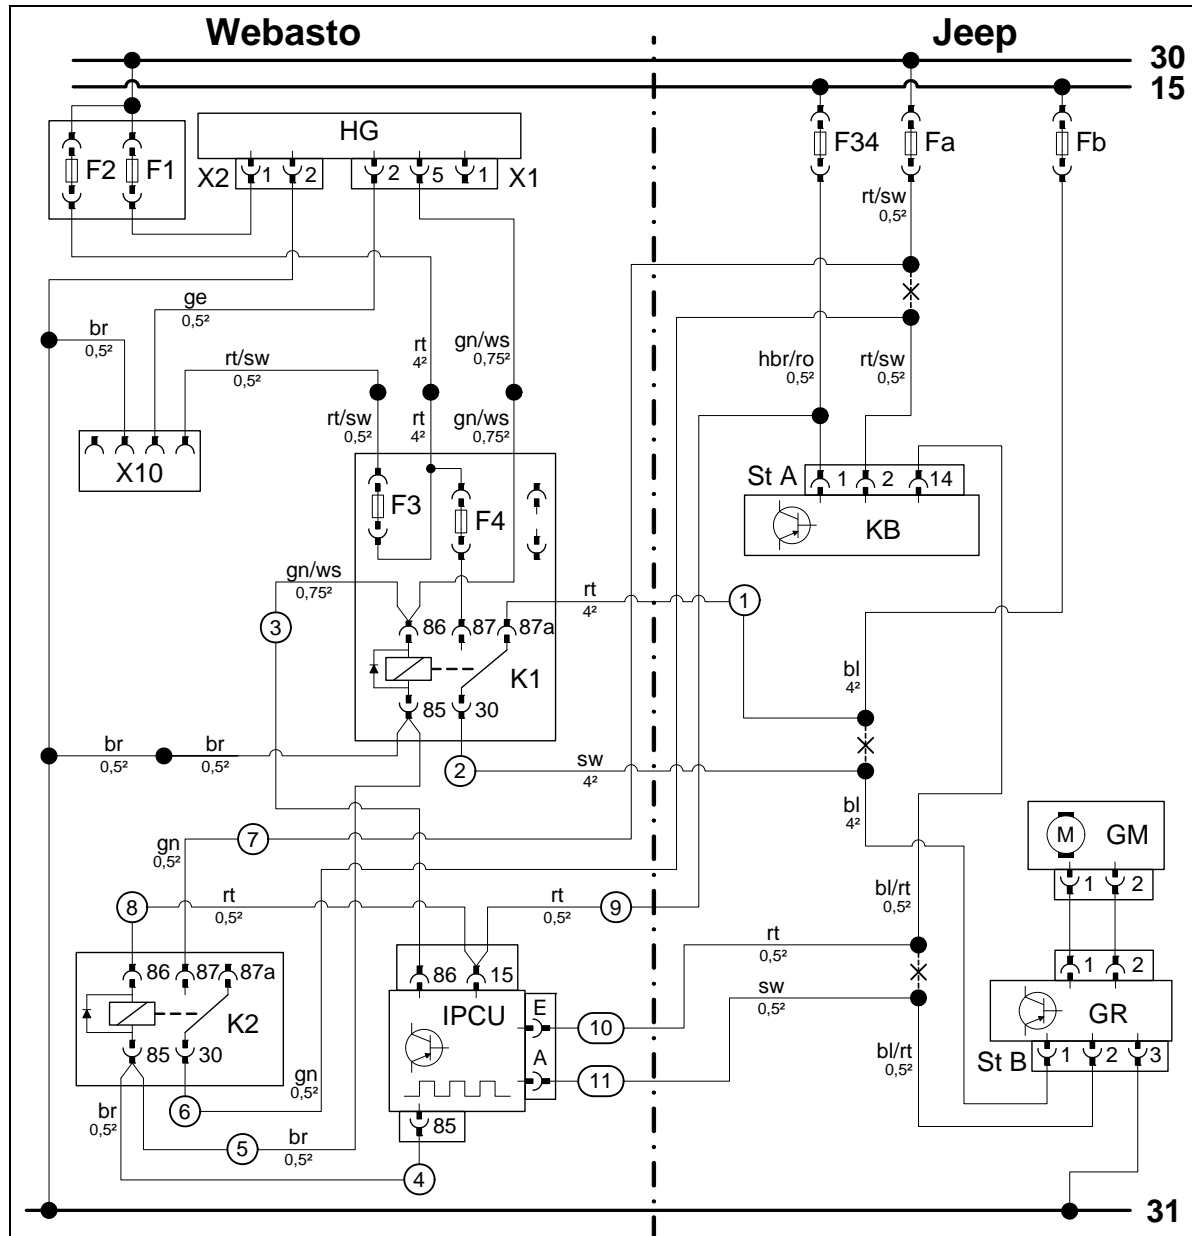 Webasto Jeep
30
15
HG
F2 F1 F34 Fa Fb
X2 1 2 2 5 1 X1
rt/sw
0,5²
ge
0,5²
br
0,5²
rt/sw
0,5²
rt
4²
gn/ws
0,75²
hbr/ro
0,5²
rt/sw
0,5²
rt/sw
0,5²
rt
4²
gn/ws
0,75²
X10
St A 1 2 14
F3 F4
KB
gn/ws
0,75²
rt
4²
1
3
86 87 87a
K1
bl
4²
85 30
br
0,5²
br
0,5²
2
sw
4²
bl
4²
M GM
gn
0,5²
7
1 2
8
rt
0,5²
rt
0,5²
9
bl/rt
0,5²
rt
0,5²
86 87 87a
86 15
1 2
K2
IPCU
E
10
sw
0,5²
GR
85 30
A
11
bl/rt
0,5²
St B 1 2 3
gn
0,5²
br
0,5²
6
85
5
br
0,5²
4
31